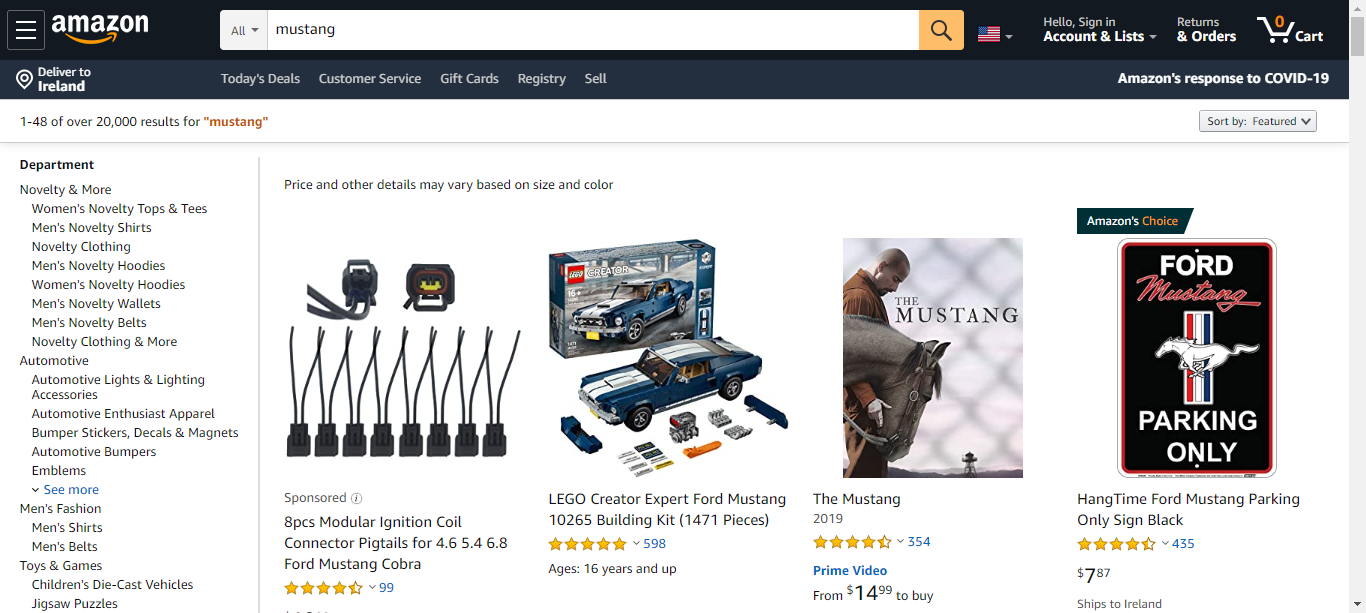 amazon
All
mustang
Hello, Sign in
Account & Lists
Returns
& Orders
0
Cart
Deliver to
Ireland
Today's Deals
Customer Service
Gift Cards
Registry
Sell
Amazon's response to COVID-19
1-48 of over 20,000 results for "mustang"
Sort by: Featured
Department
Novelty & More
Women's Novelty Tops & Tees
Men's Novelty Shirts
Novelty Clothing
Men's Novelty Hoodies
Women's Novelty Hoodies
Men's Novelty Wallets
Men's Novelty Belts
Novelty Clothing & More
Automotive
Automotive Lights & Lighting
Accessories
Automotive Enthusiast Apparel
Bumper Stickers, Decals & Magnets
Automotive Bumpers
Emblems
See more
Men's Fashion
Men's Shirts
Men's Belts
Toys & Games
Children's Die-Cast Vehicles
Jigsaw Puzzles
Price and other details may vary based on size and color
Sponsored
8pcs Modular Ignition Coil
Connector Pigtails for 4.6 5.4 6.8
Ford Mustang Cobra
99
LEGO
CREATOR
16+
LEGO Creator Expert Ford Mustang
10265 Building Kit (1471 Pieces)
598
Ages: 16 years and up
THE
MUSTANG
The Mustang
2019
354
Prime Video
From $1499 to buy
Amazon's Choice
FORD
Mustang
PARKING
ONLY
HangTime Ford Mustang Parking
Only Sign Black
435
$787
Ships to Ireland